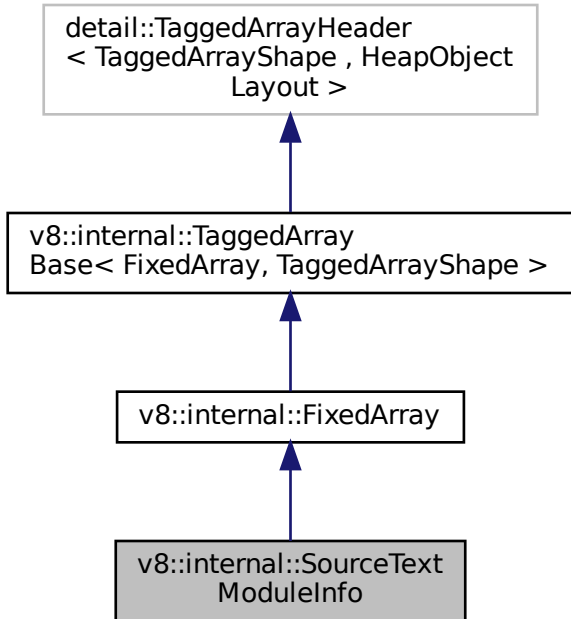 detail::TaggedArrayHeader
< TaggedArrayShape , HeapObject
Layout >
v8::internal::TaggedArray
Base< FixedArray, TaggedArrayShape >
v8::internal::FixedArray
v8::internal::SourceText
ModuleInfo